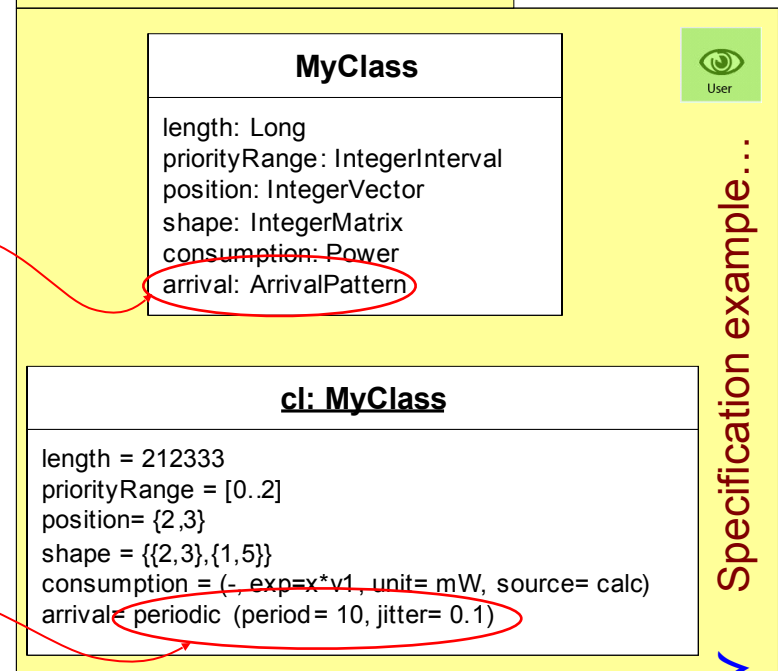 MyClass
User
length: Long
priorityRange: IntegerInterval
position: IntegerVector
shape: IntegerMatrix
consumption: Power
arrival: ArrivalPattern
Specification example…
cl: MyClass
length = 212333
priorityRange = [0..2]
position= {2,3}
shape = {{2,3},{1,5}}
consumption = (-, exp=x*v1, unit= mW, source= calc)
arrival= periodic (period= 10, jitter= 0.1)